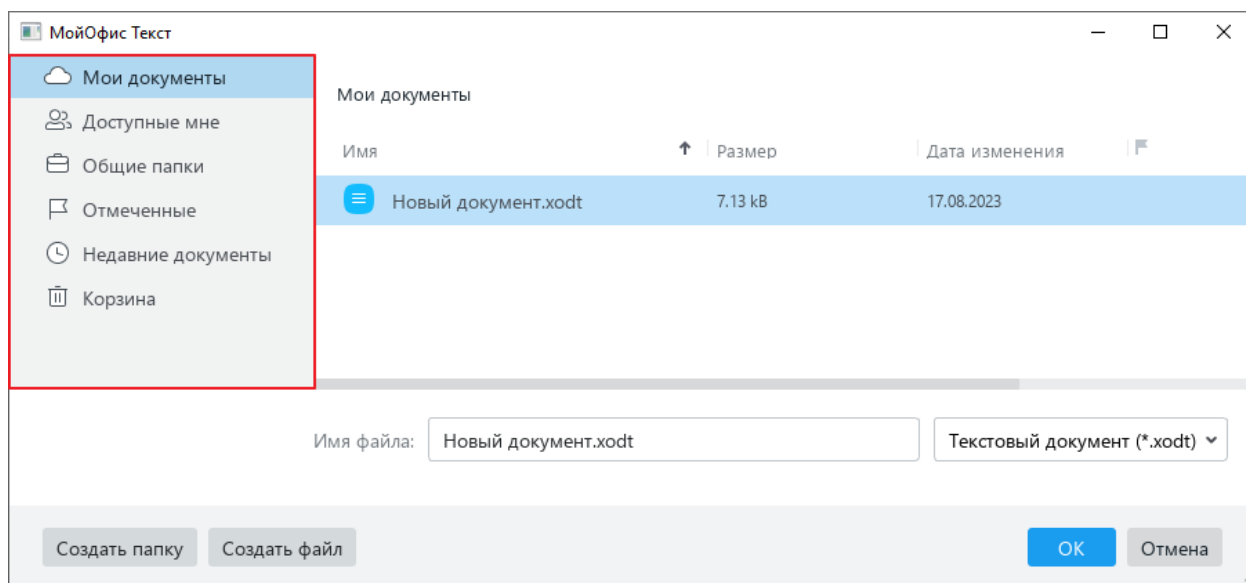 МойОфис Текст
Мои документы
Доступные мне
Общие папки
Отмеченные
Недавние документы
Корзина
Мои документы
Имя Размер Дата изменения
Новый документ.xodt 7.13 kB 17.08.2023
Имя файла: Новый документ.xodt Текстовый документ (*.xodt)
Создать папку Создать файл ОК Отмена